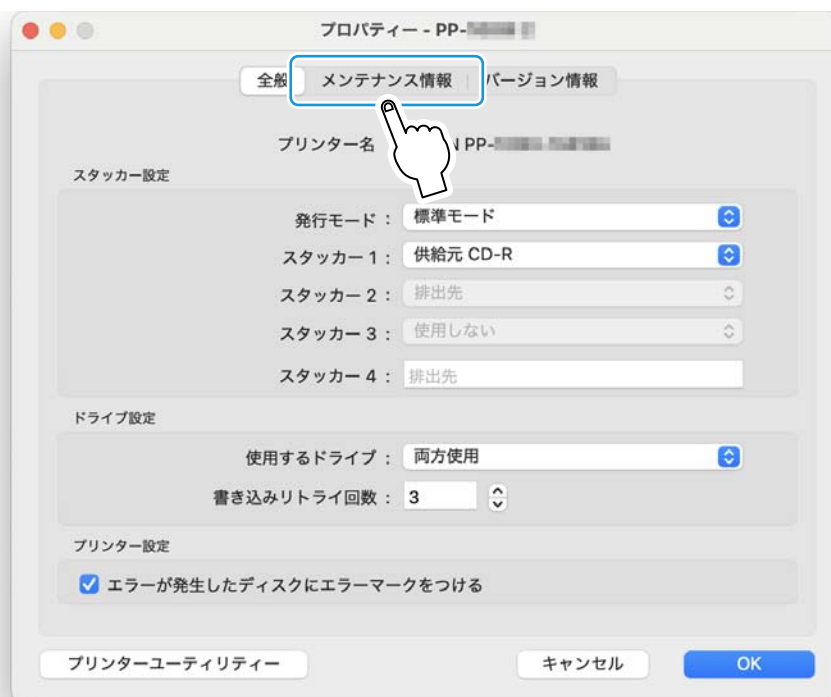 プロパティー - PP-
全般 メンテナンス情報 バージョン情報
プリンター名 N PP-
スタッカー設定
発行モード : 標準モード
スタッカー 1 : 供給元 CD-R
スタッカー 2 : 排出先
スタッカー 3 : 使用しない
スタッカー 4 : 排出先
ドライブ設定
使用するドライブ : 両方使用
書き込みリトライ回数 : 3
プリンター設定
エラーが発生したディスクにエラーマークをつける
プリンターユーティリティー キャンセル OK